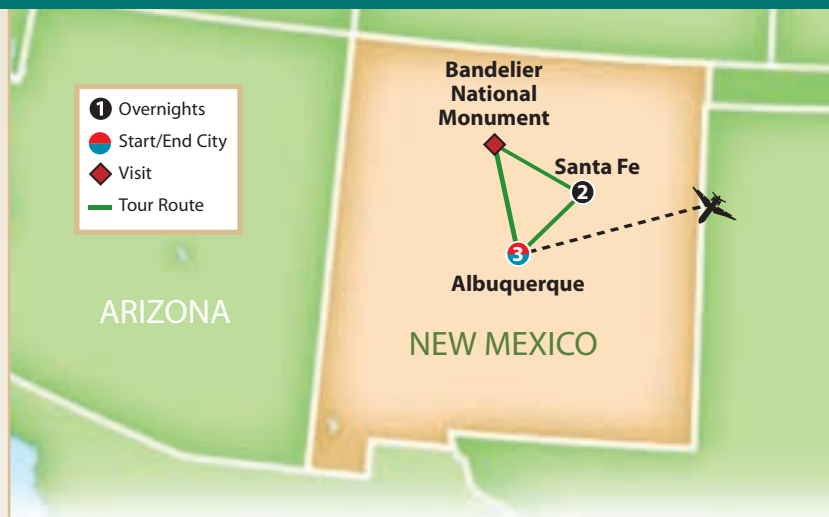 1 Overnights
Start/End City
Visit
Tour Route
Bandelier
National
Monument
Santa Fe
2
3
Albuquerque
ARIZONA
NEW MEXICO